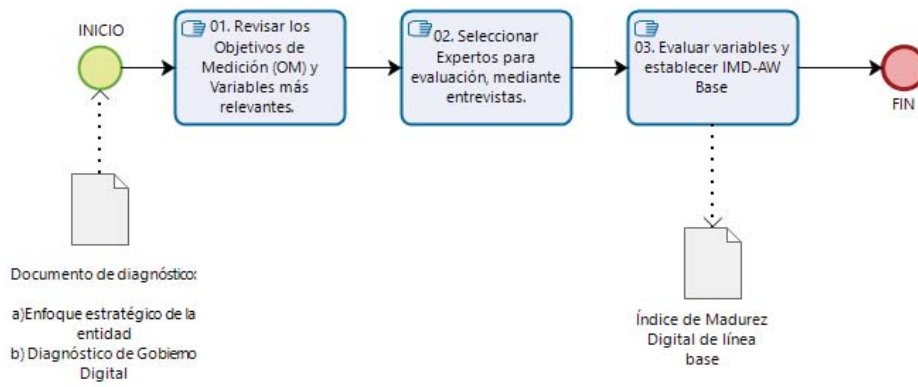 INICIO
01. Revisar los
Objetivos de
Medición (OM) y
Variables más
relevantes.
02. Seleccionar
Expertos para
evaluación, mediante
entrevistas.
03. Evaluar variables y
establecer IMD-AW
Base
FIN
Documento de diagnóstico:
a)Enfoque estratégico de la
entidad
b) Diagnóstico de Gobierno
Digital
Índice de Madurez
Digital de línea
base